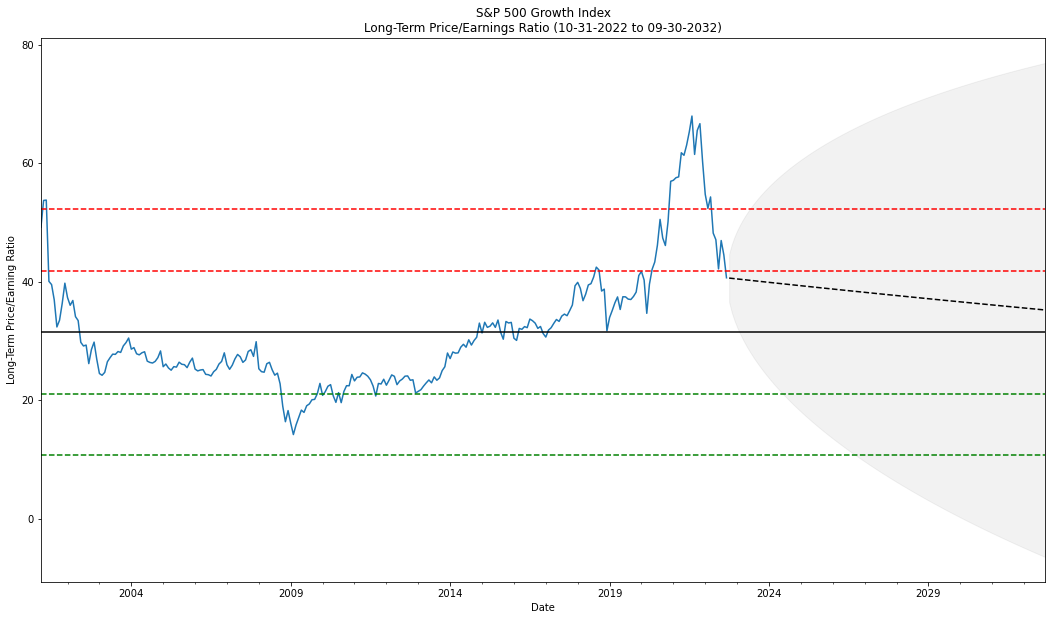 S&P 500 Growth Index
Long-Term Price/Earnings Ratio (10-31-2022 to 09-30-2032)
Long-Term Price/Earning Ratio
80
60
40
20
0
2004
2009
2014
2019
2024
2029
Date